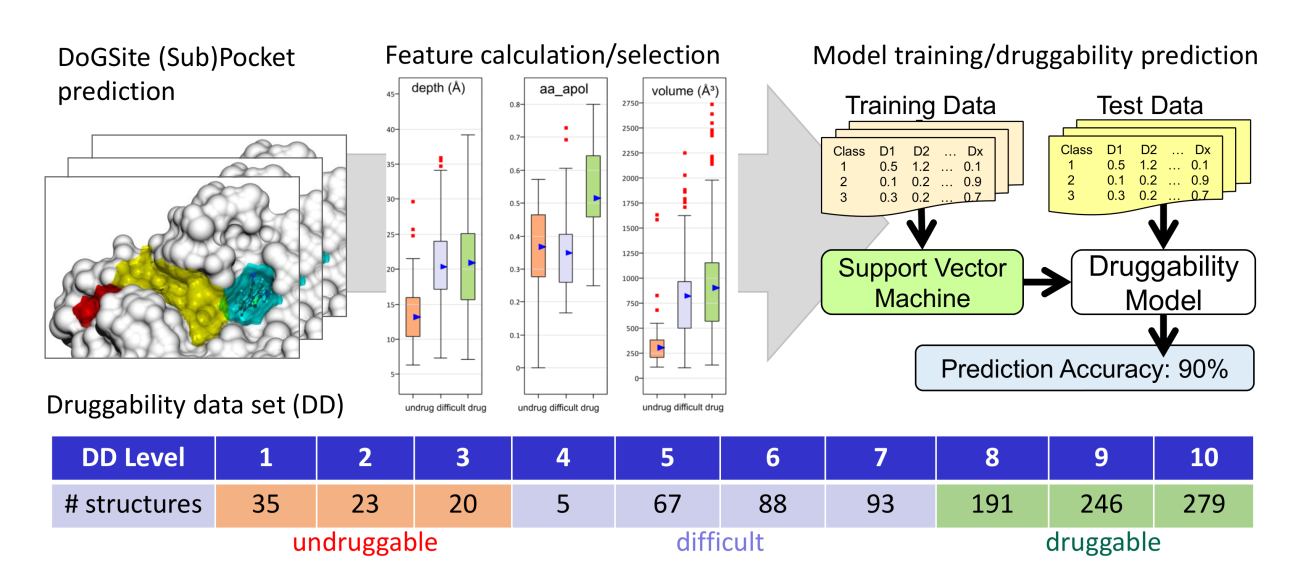 DoGSite (Sub)Pocket
prediction
Feature calculation/selection
Model training/druggability prediction
depth (Å)
45
40
35
30
25
20
15
10
5
undrug difficult drug
aa_apol
0.8
0.7
0.6
0.5
0.4
0.3
0.2
0.1
0
undrug difficult drug
volume (Å³)
2750
2500
2250
2000
1750
1500
1250
1000
750
500
250
0
undrug difficult drug
Training Data
Class D1 D2 ... Dx
1 0.5 1.2 ... 0.1
2 0.1 0.2 ... 0.9
3 0.3 0.2 ... 0.7
Test Data
Class D1 D2 ... Dx
1 0.5 1.2 ... 0.1
2 0.1 0.2 ... 0.9
3 0.3 0.2 ... 0.7
Support Vector
Machine
Druggability
Model
Prediction Accuracy: 90%
Druggability data set (DD)
DD Level 1 2 3 4 5 6 7 8 9 10
# structures 35 23 20 5 67 88 93 191 246 279
undruggable difficult druggable